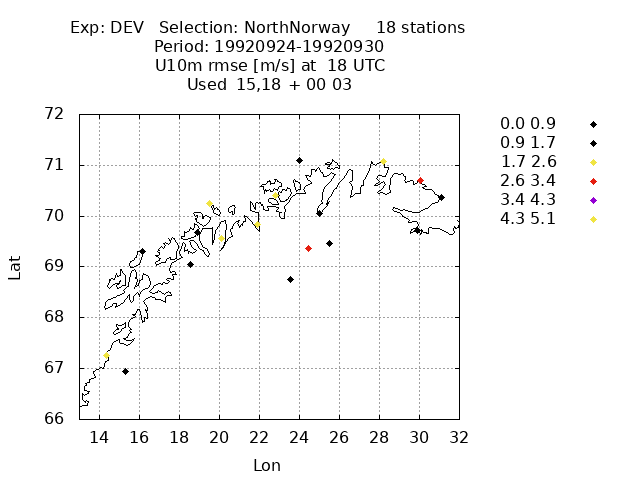 Exp: DEV   Selection: NorthNorway     18 stations
Period: 19920924-19920930
U10m rmse [m/s] at  18 UTC
Used  15,18  + 00 03
72
71
70
69
68
67
66
Lat
14 16 18 20 22 24 26 28 30 32
Lon
0.0 0.9
0.9 1.7
1.7 2.6
2.6 3.4
3.4 4.3
4.3 5.1